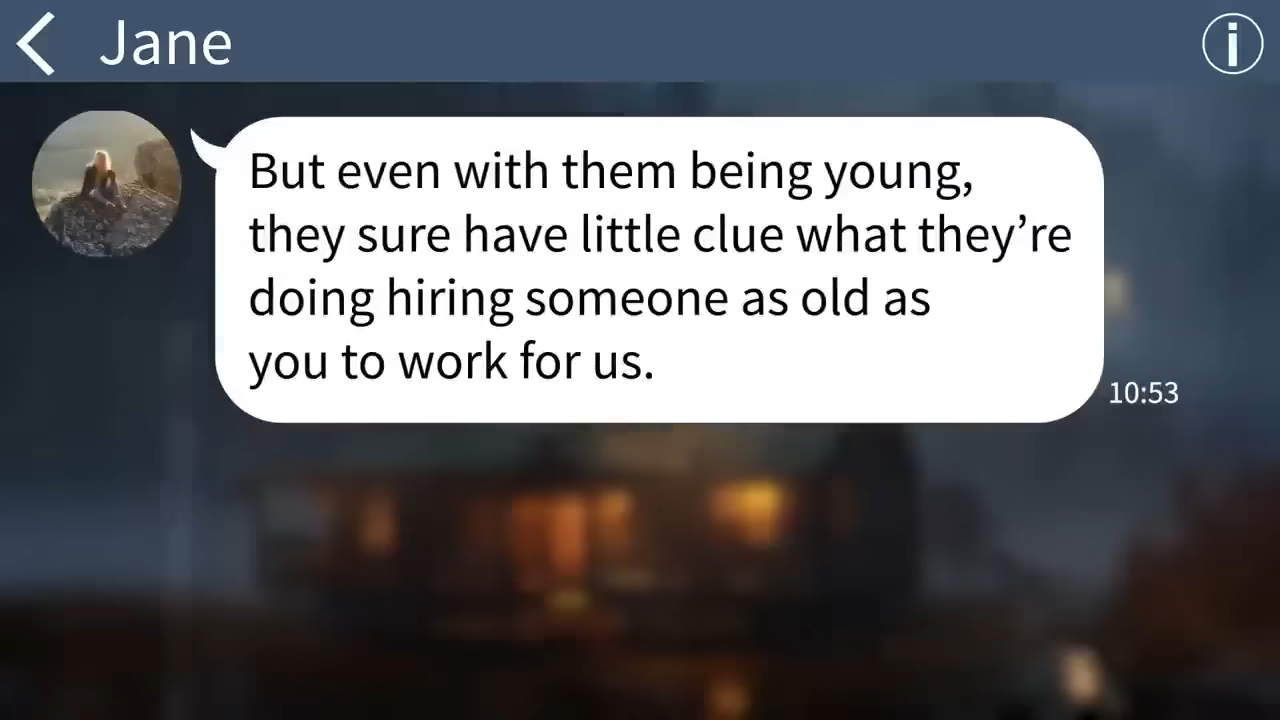 Jane
But even with them being young,
they sure have little clue what they’re
doing hiring someone as old as
you to work for us.
10:53